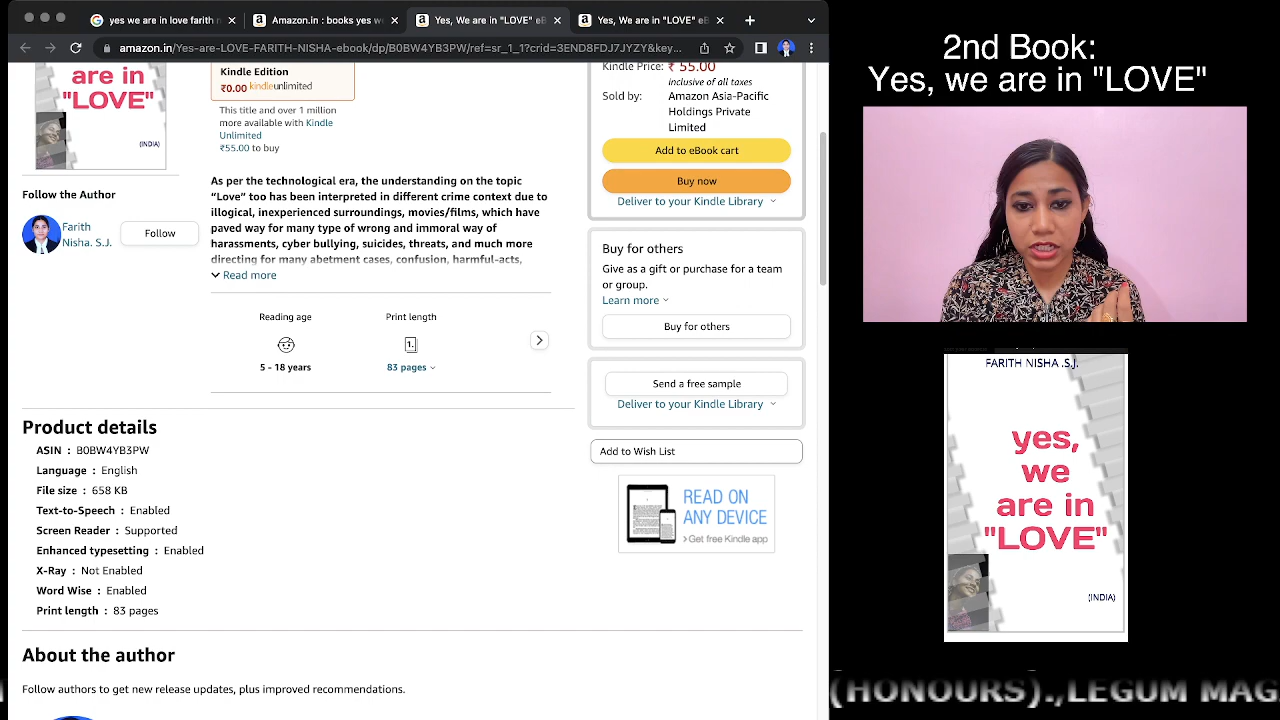 yes we are in love farith n
Amazon.in : books yes w
Yes, We are in "LOVE" eB
Yes, We are in "LOVE" eB
amazon.in/Yes-are-LOVE-FARITH-NISHA-ebook/dp/B0BW4YB3PW/ref=sr_1_1?crid=3END8FDJ7JYZY&key...
are in
"LOVE"
(INDIA)
Follow the Author
Farith
Nisha. S.J.
Follow
Kindle Edition
₹0.00 kindleunlimited
This title and over 1 million
more available with Kindle
Unlimited
₹55.00 to buy
As per the technological era, the understanding on the topic
“Love” too has been interpreted in different crime context due to
illogical, inexperienced surroundings, movies/films, which have
paved way for many type of wrong and immoral way of
harassments, cyber bullying, suicides, threats, and much more
directing for many abetment cases, confusion, harmful-acts,
Read more
Reading age
5 - 18 years
Print length
1.
83 pages
Kindle Price: ₹ 55.00
inclusive of all taxes
Sold by: Amazon Asia-Pacific
Holdings Private
Limited
Add to eBook cart
Buy now
Deliver to your Kindle Library
Buy for others
Give as a gift or purchase for a team
or group.
Learn more
Buy for others
Send a free sample
Deliver to your Kindle Library
Add to Wish List
READ ON
ANY DEVICE
›Get free Kindle app
Product details
ASIN : B0BW4YB3PW
Language : English
File size : 658 KB
Text-to-Speech : Enabled
Screen Reader : Supported
Enhanced typesetting : Enabled
X-Ray : Not Enabled
Word Wise : Enabled
Print length : 83 pages
About the author
Follow authors to get new release updates, plus improved recommendations.
2nd Book:
Yes, we are in "LOVE"
FARITH NISHA .S.J.
yes,
we
are in
"LOVE"
(INDIA)
(HONOURS).,LEGUM MAG